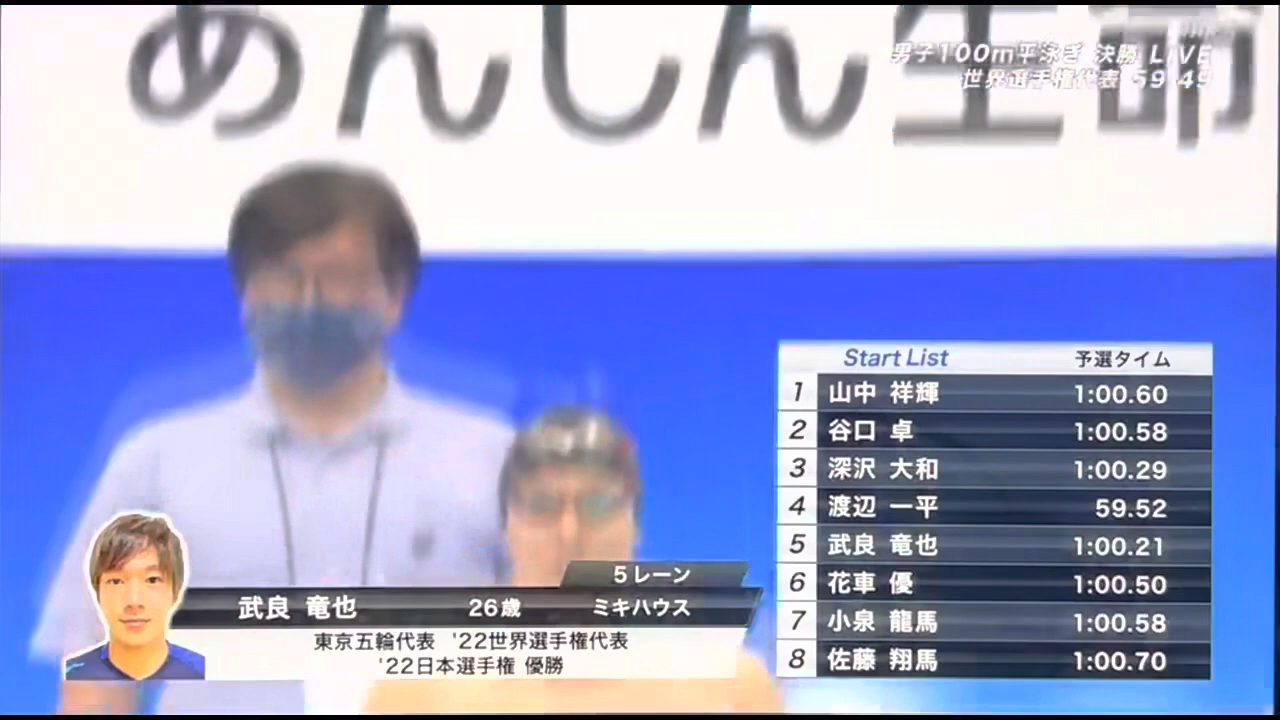 あんしん生命
男子100m平泳ぎ 決勝 LIVE
世界選手権代表 59.49
Start List 予選タイム
1 山中 祥輝 1:00.60
2 谷口 卓 1:00.58
3 深沢 大和 1:00.29
4 渡辺 一平 59.52
5 武良 竜也 1:00.21
6 花車 優 1:00.50
7 小泉 龍馬 1:00.58
8 佐藤 翔馬 1:00.70
5レーン
武良 竜也 26歳 ミキハウス
東京五輪代表 '22世界選手権代表
'22日本選手権 優勝